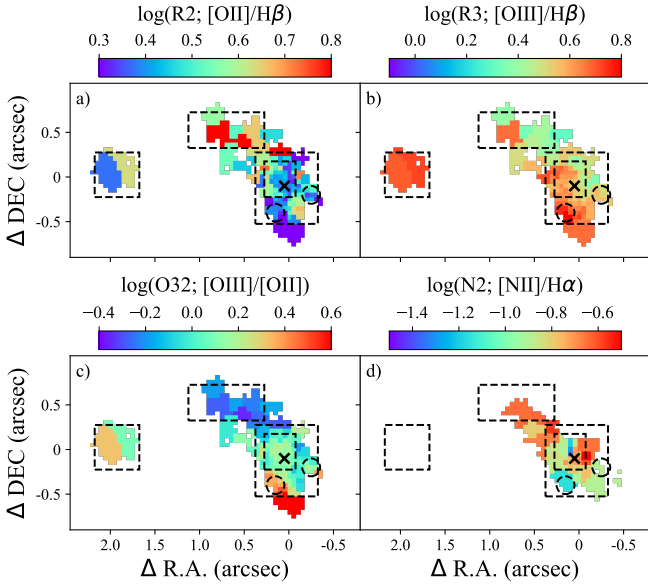 log(R2; [OII]/Hβ)
log(R3; [OIII]/Hβ)
0.3 0.4 0.5 0.6 0.7 0.8
0.0 0.2 0.4 0.6 0.8
a)
b)
0.5
0
-0.5
Δ DEC (arcsec)
log(O32; [OIII]/[OII])
log(N2; [NII]/Hα)
−0.4 −0.2 0.0 0.2 0.4 0.6
−1.4 −1.2 −1.0 −0.8 −0.6
c)
d)
0.5
0
-0.5
Δ DEC (arcsec)
2.0 1.5 1.0 0.5 0 -0.5
2.0 1.5 1.0 0.5 0 -0.5
Δ R.A. (arcsec)
Δ R.A. (arcsec)